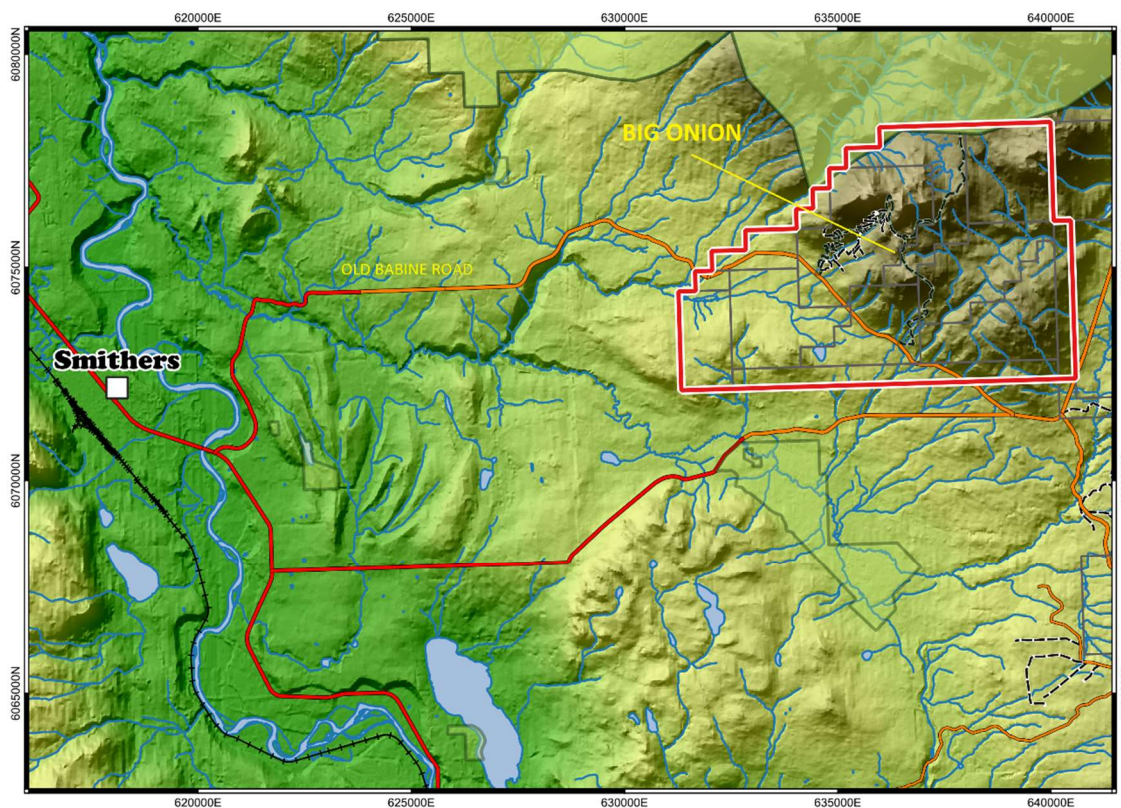 620000E 625000E 630000E 635000E 640000E
6080000N
BIG ONION
6075000N
OLD BABINE ROAD
Smithers
6070000N
6065000N
620000E 625000E 630000E 635000E 640000E